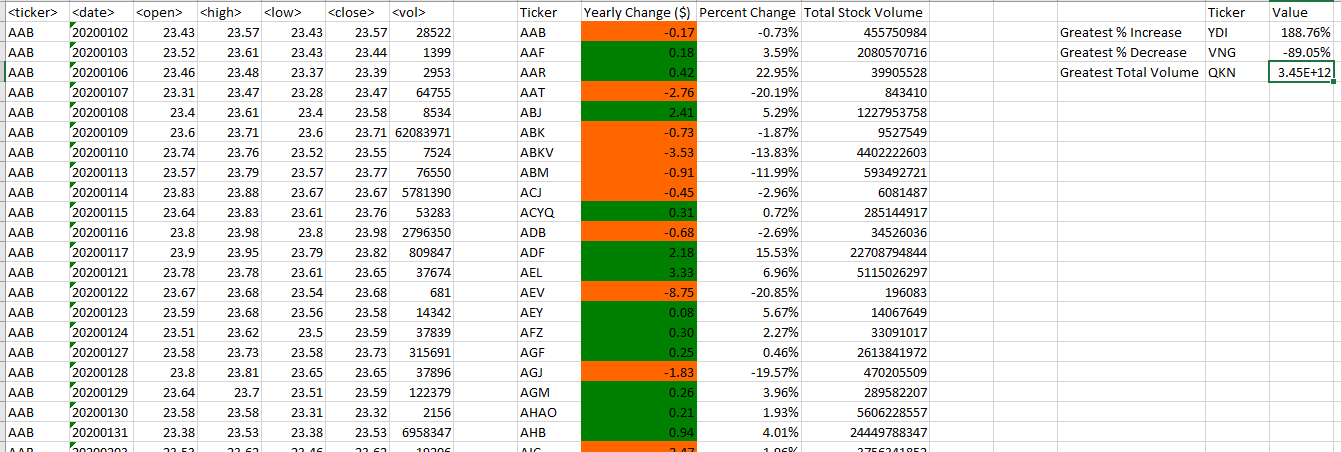 <ticker> <date> <open> <high> <low> <close> <vol> Ticker Yearly Change ($) Percent Change Total Stock Volume Ticker Value
AAB 20200102 23.43 23.57 23.43 23.57 28522 AAB -0.17 -0.73% 455750984 Greatest % Increase YDI 188.76%
AAB 20200103 23.52 23.61 23.43 23.44 1399 AAF 0.18 3.59% 2080570716 Greatest % Decrease VNG -89.05%
AAB 20200106 23.46 23.48 23.37 23.39 2953 AAR 0.42 22.95% 39905528 Greatest Total Volume QKN 3.45E+12
AAB 20200107 23.31 23.47 23.28 23.47 64755 AAT -2.76 -20.19% 843410
AAB 20200108 23.4 23.61 23.4 23.58 8534 ABJ 2.41 5.29% 1227953758
AAB 20200109 23.6 23.71 23.6 23.71 62083971 ABK -0.73 -1.87% 9527549
AAB 20200110 23.74 23.76 23.52 23.55 7524 ABKV -3.53 -13.83% 4402222603
AAB 20200113 23.57 23.79 23.57 23.77 76550 ABM -0.91 -11.99% 593492721
AAB 20200114 23.83 23.88 23.67 23.67 5781390 ACJ -0.45 -2.96% 6081487
AAB 20200115 23.64 23.83 23.61 23.76 53283 ACYQ 0.31 0.72% 285144917
AAB 20200116 23.8 23.98 23.8 23.98 2796350 ADB -0.68 -2.69% 34526036
AAB 20200117 23.9 23.95 23.79 23.82 809847 ADF 2.18 15.53% 22708794844
AAB 20200121 23.78 23.78 23.61 23.65 37674 AEL 3.33 6.96% 5115026297
AAB 20200122 23.67 23.68 23.54 23.68 681 AEV -8.75 -20.85% 196083
AAB 20200123 23.59 23.68 23.56 23.58 14342 AEY 0.08 5.67% 14067649
AAB 20200124 23.51 23.62 23.5 23.59 37839 AFZ 0.30 2.27% 33091017
AAB 20200127 23.58 23.73 23.58 23.73 315691 AGF 0.25 0.46% 2613841972
AAB 20200128 23.8 23.81 23.65 23.65 37896 AGJ -1.83 -19.57% 470205509
AAB 20200129 23.64 23.7 23.51 23.59 122379 AGM 0.26 3.96% 289582207
AAB 20200130 23.58 23.58 23.31 23.32 2156 AHAO 0.21 1.93% 5606228557
AAB 20200131 23.38 23.53 23.38 23.53 6958347 AHB 0.94 4.01% 24449788347